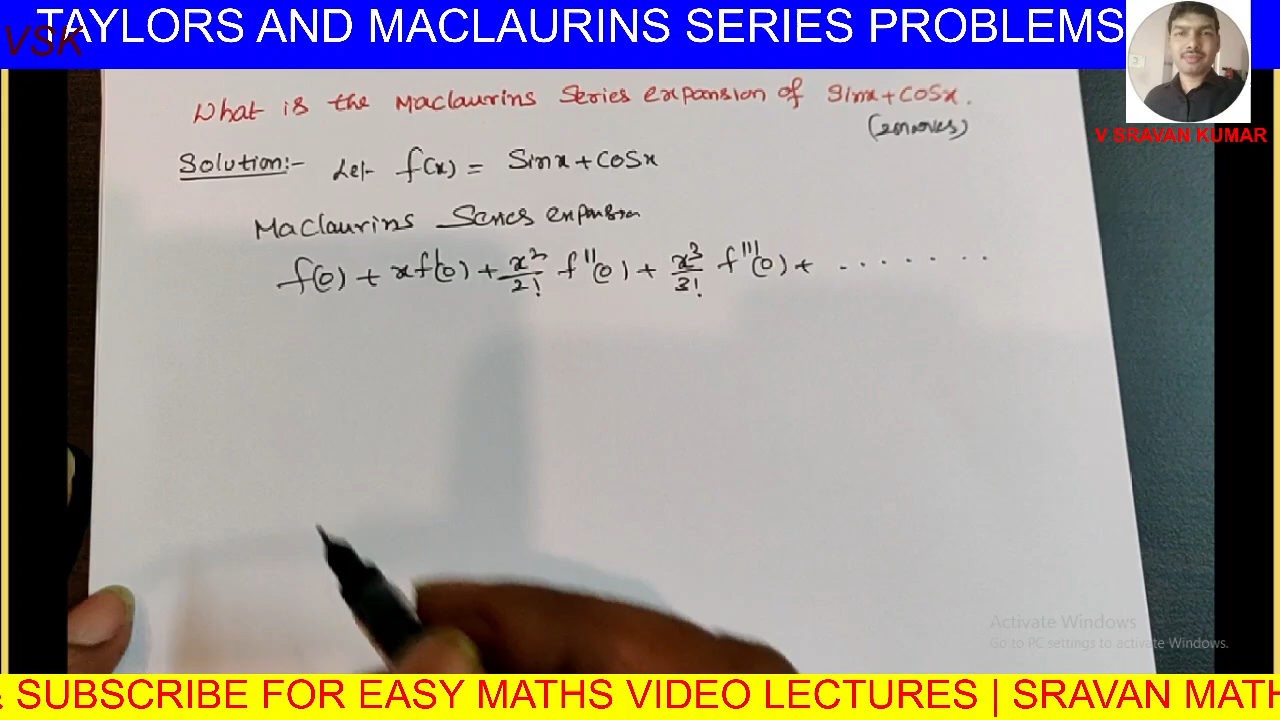 TAYLORS AND MACLAURINS SERIES PROBLEMS
VSK
V SRAVAN KUMAR
What is the Maclaurins Series expansion of Sinx+Cosx.
(2marks)
Solution:- Let f(x) = Sinx+Cosx
Maclaurins Series expansion
f(0) + xf'(0) + x²/2! f''(0) + x³/3! f'''(0) + .......
Activate Windows
Go to PC settings to activate Windows.
& SUBSCRIBE FOR EASY MATHS VIDEO LECTURES | SRAVAN MATH